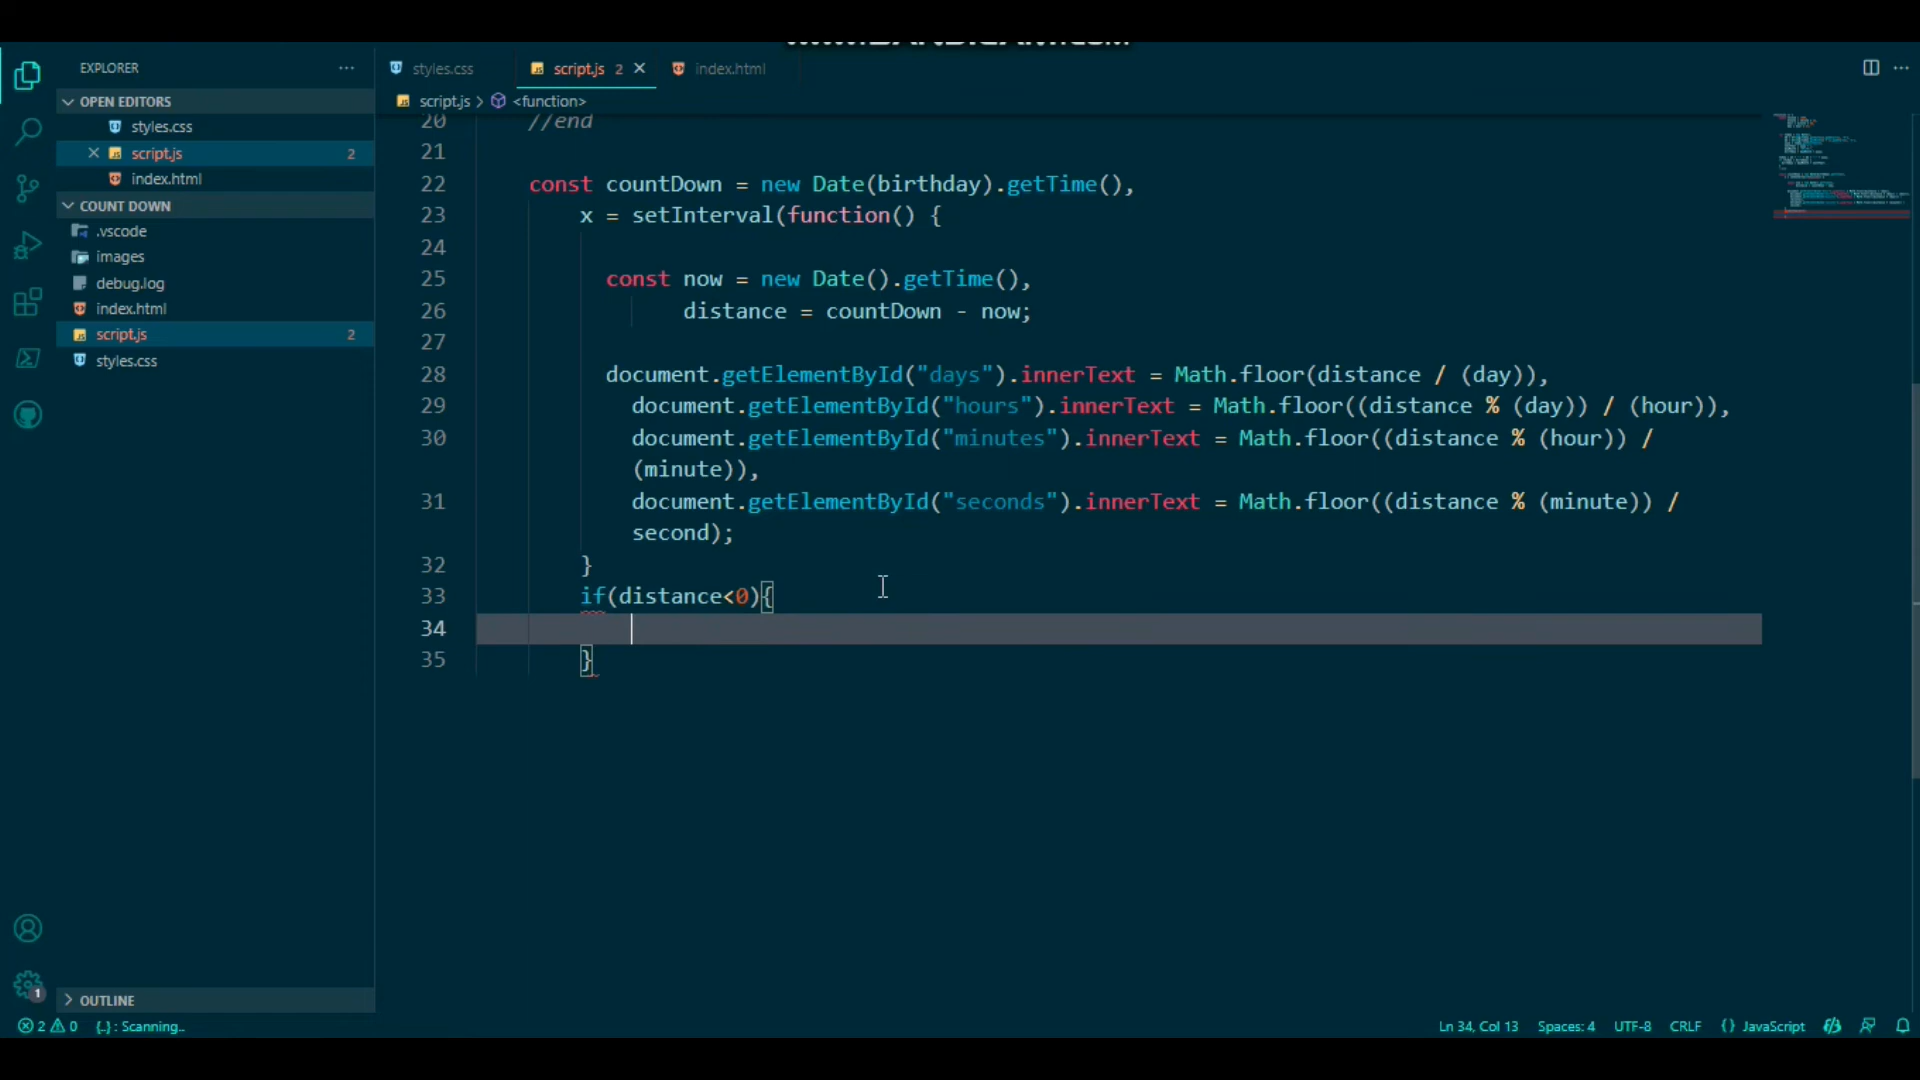 EXPLORER
OPEN EDITORS
styles.css
script.js 2
index.html
COUNT DOWN
.vscode
images
debug.log
index.html
script.js 2
styles.css
OUTLINE
styles.css script.js 2 index.html
script.js > <function>
20 //end
21
22 const countDown = new Date(birthday).getTime(),
23 x = setInterval(function() {
24
25 const now = new Date().getTime(),
26 distance = countDown - now;
27
28 document.getElementById("days").innerText = Math.floor(distance / (day)),
29 document.getElementById("hours").innerText = Math.floor((distance % (day)) / (hour)),
30 document.getElementById("minutes").innerText = Math.floor((distance % (hour)) /
(minute)),
31 document.getElementById("seconds").innerText = Math.floor((distance % (minute)) /
second);
32 }
33 if(distance<0){
34
35 }
1
2 0 {..} : Scanning..
Ln 34, Col 13 Spaces: 4 UTF-8 CRLF {} JavaScript